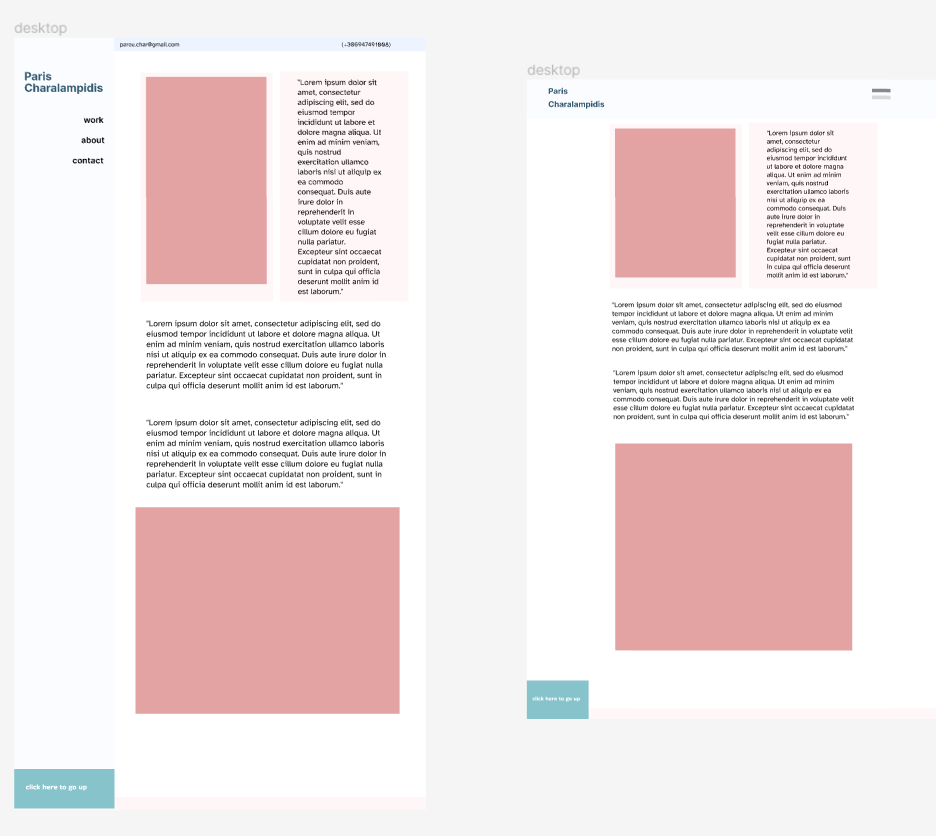 desktop
parou.char@gmail.com
(+306947491008)
Paris
Charalampidis
work
about
contact
"Lorem ipsum dolor sit
amet, consectetur
adipiscing elit, sed do
eiusmod tempor
incididunt ut labore et
dolore magna aliqua. Ut
enim ad minim veniam,
quis nostrud
exercitation ullamco
laboris nisi ut aliquip ex
ea commodo
consequat. Duis aute
irure dolor in
reprehenderit in
voluptate velit esse
cillum dolore eu fugiat
nulla pariatur.
Excepteur sint occaecat
cupidatat non proident,
sunt in culpa qui officia
deserunt mollit anim id
est laborum."
"Lorem ipsum dolor sit amet, consectetur adipiscing elit, sed do
eiusmod tempor incididunt ut labore et dolore magna aliqua. Ut
enim ad minim veniam, quis nostrud exercitation ullamco laboris
nisi ut aliquip ex ea commodo consequat. Duis aute irure dolor in
reprehenderit in voluptate velit esse cillum dolore eu fugiat nulla
pariatur. Excepteur sint occaecat cupidatat non proident, sunt in
culpa qui officia deserunt mollit anim id est laborum."
"Lorem ipsum dolor sit amet, consectetur adipiscing elit, sed do
eiusmod tempor incididunt ut labore et dolore magna aliqua. Ut
enim ad minim veniam, quis nostrud exercitation ullamco laboris
nisi ut aliquip ex ea commodo consequat. Duis aute irure dolor in
reprehenderit in voluptate velit esse cillum dolore eu fugiat nulla
pariatur. Excepteur sint occaecat cupidatat non proident, sunt in
culpa qui officia deserunt mollit anim id est laborum."
click here to go up
desktop
Paris
Charalampidis
"Lorem ipsum dolor sit
amet, consectetur
adipiscing elit, sed do
eiusmod tempor incididunt
ut labore et dolore magna
aliqua. Ut enim ad minim
veniam, quis nostrud
exercitation ullamco laboris
nisi ut aliquip ex ea
commodo consequat. Duis
aute irure dolor in
reprehenderit in voluptate
velit esse cillum dolore eu
fugiat nulla pariatur.
Excepteur sint occaecat
cupidatat non proident, sunt
in culpa qui officia deserunt
mollit anim id est laborum."
"Lorem ipsum dolor sit amet, consectetur adipiscing elit, sed do eiusmod
tempor incididunt ut labore et dolore magna aliqua. Ut enim ad minim
veniam, quis nostrud exercitation ullamco laboris nisi ut aliquip ex ea
commodo consequat. Duis aute irure dolor in reprehenderit in voluptate velit
esse cillum dolore eu fugiat nulla pariatur. Excepteur sint occaecat cupidatat
non proident, sunt in culpa qui officia deserunt mollit anim id est laborum."
"Lorem ipsum dolor sit amet, consectetur adipiscing elit, sed do eiusmod
tempor incididunt ut labore et dolore magna aliqua. Ut enim ad minim
veniam, quis nostrud exercitation ullamco laboris nisi ut aliquip ex ea
commodo consequat. Duis aute irure dolor in reprehenderit in voluptate velit
esse cillum dolore eu fugiat nulla pariatur. Excepteur sint occaecat cupidatat
non proident, sunt in culpa qui officia deserunt mollit anim id est laborum."
click here to go up